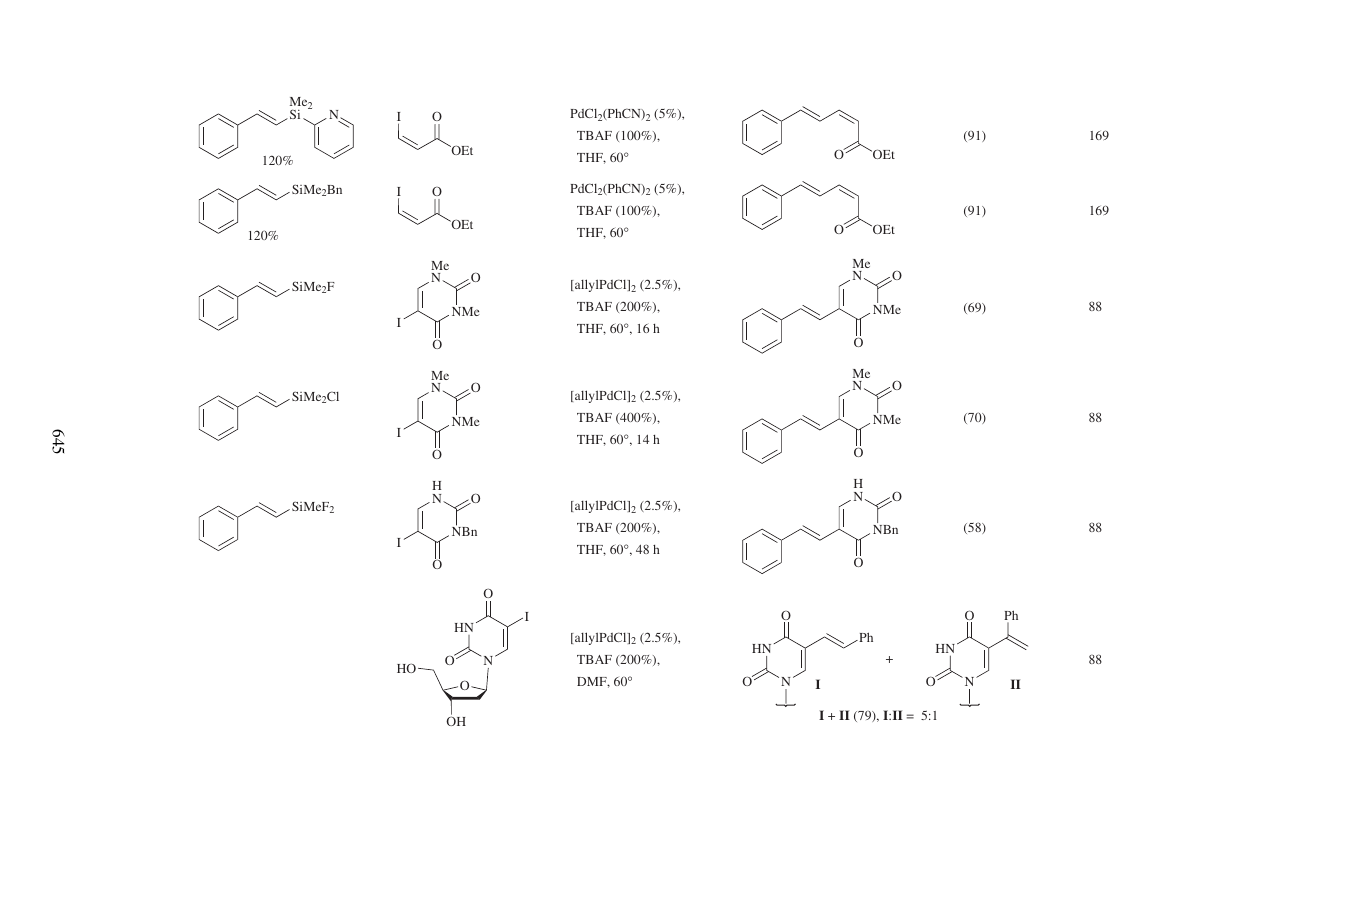 Me2
Si
N
120%
I
O
OEt
PdCl2(PhCN)2 (5%),
TBAF (100%),
THF, 60°
O
OEt
(91)
169
SiMe2Bn
120%
I
O
OEt
PdCl2(PhCN)2 (5%),
TBAF (100%),
THF, 60°
O
OEt
(91)
169
SiMe2F
Me
N
O
NMe
I
O
[allylPdCl]2 (2.5%),
TBAF (200%),
THF, 60°, 16 h
Me
N
O
NMe
O
(69)
88
SiMe2Cl
Me
N
O
NMe
I
O
[allylPdCl]2 (2.5%),
TBAF (400%),
THF, 60°, 14 h
Me
N
O
NMe
O
(70)
88
645
SiMeF2
H
N
O
NBn
I
O
[allylPdCl]2 (2.5%),
TBAF (200%),
THF, 60°, 48 h
H
N
O
NBn
O
(58)
88
O
I
HN
O
N
HO
O
OH
[allylPdCl]2 (2.5%),
TBAF (200%),
DMF, 60°
O
Ph
HN
O
N
I
+
O
Ph
HN
O
N
II
I + II (79), I:II = 5:1
88